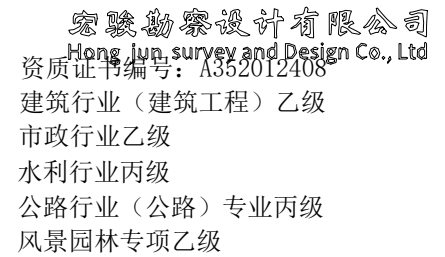 宏骏勘察设计有限公司
Hong jun survey and Design Co., Ltd
资质证书编号：A352012408
建筑行业（建筑工程）乙级
市政行业乙级
水利行业丙级
公路行业（公路）专业丙级
风景园林专项乙级